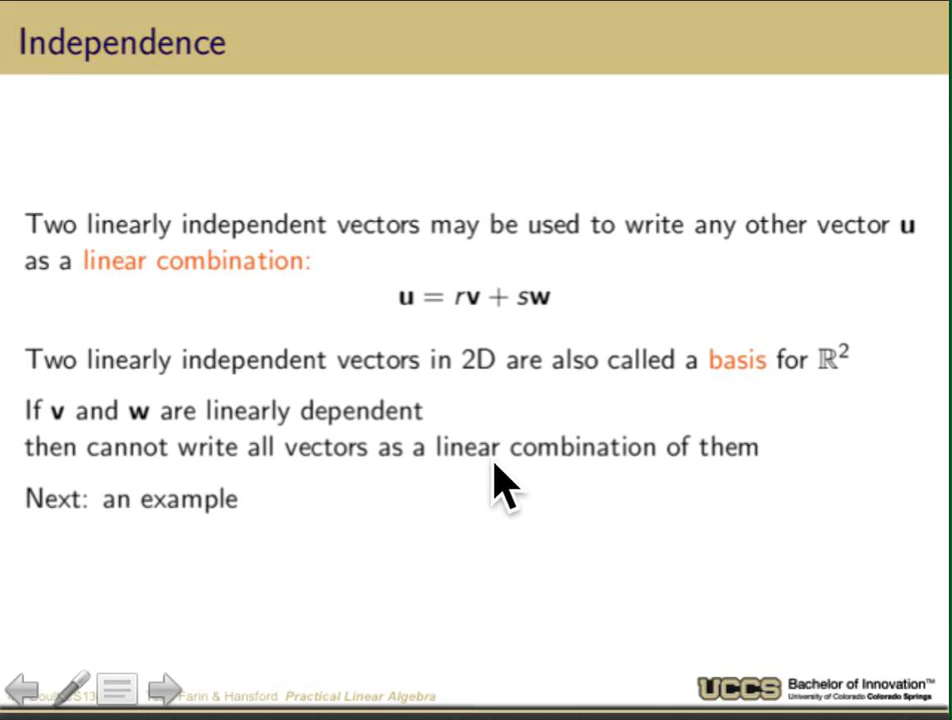 Independence
Two linearly independent vectors may be used to write any other vector u
as a linear combination:
u = rv + sw
Two linearly independent vectors in 2D are also called a basis for ℝ²
If v and w are linearly dependent
then cannot write all vectors as a linear combination of them
Next: an example
Farin & Hansford Practical Linear Algebra
UCCS Bachelor of Innovation™
University of Colorado Colorado Springs